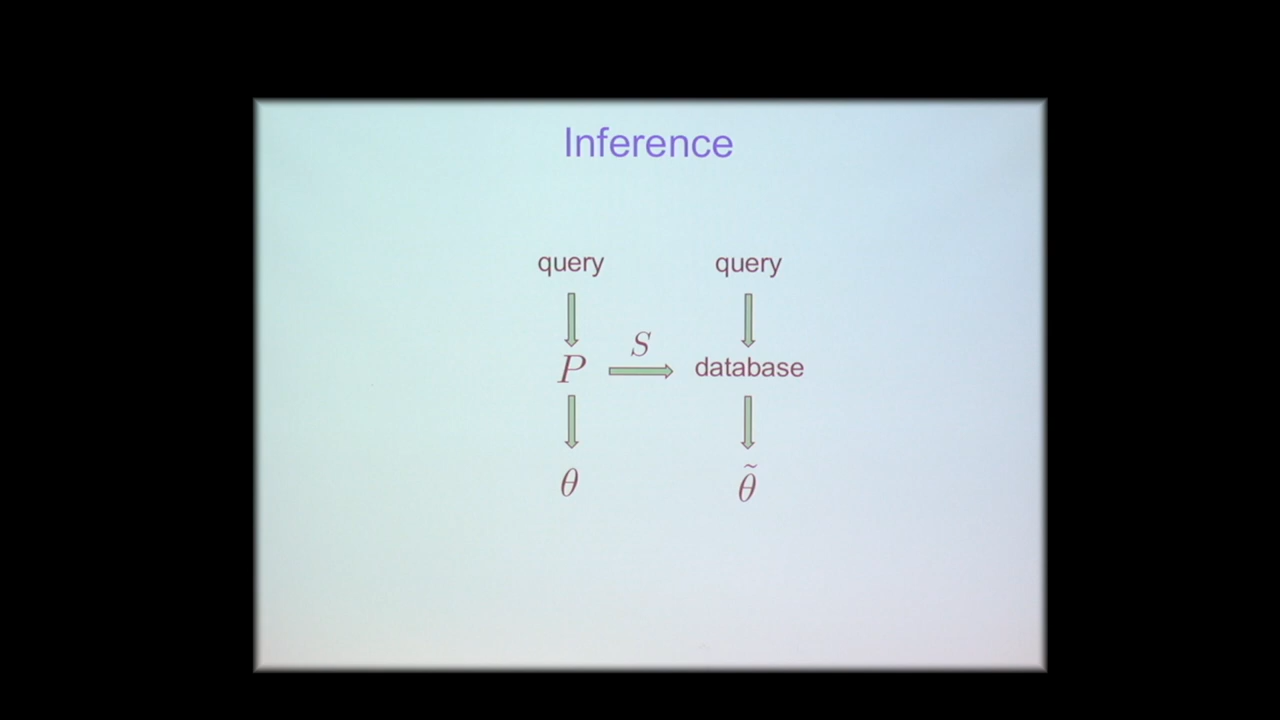 Inference
query query
S
P database
θ θ̃